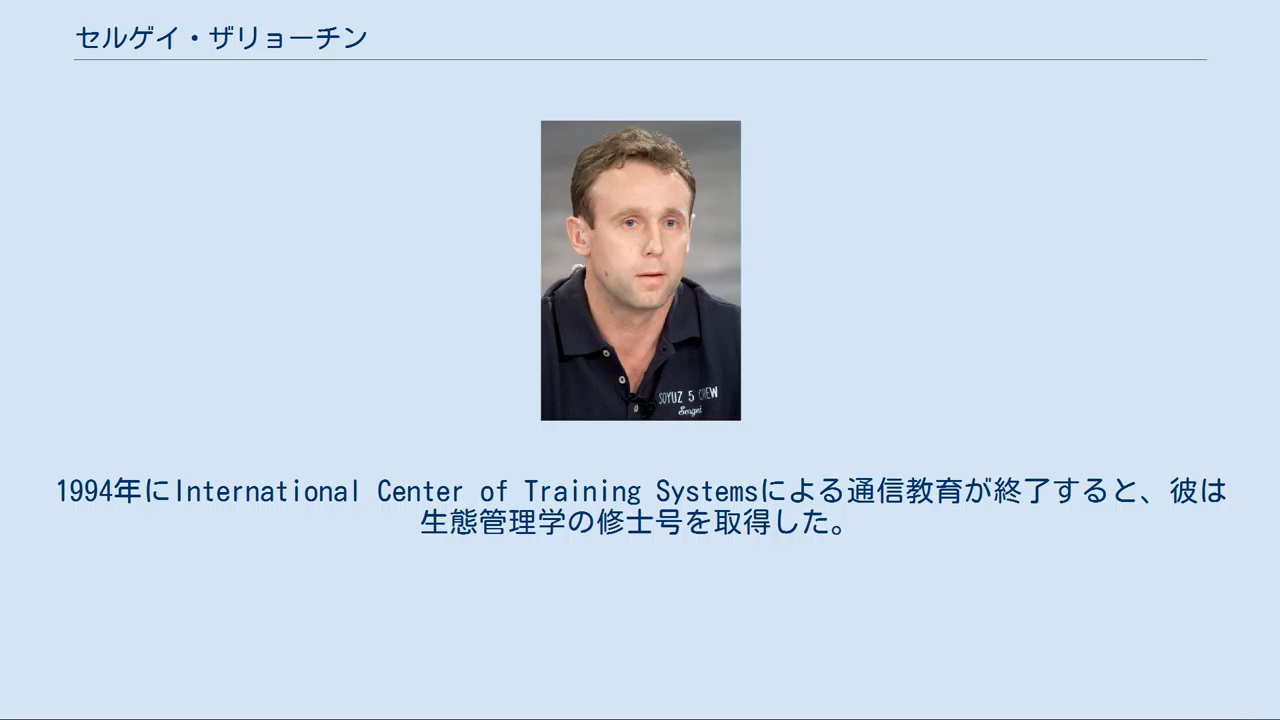 セルゲイ・ザリョーチン
SOYUZ 5 CREW
Sergei
1994年にInternational Center of Training Systemsによる通信教育が終了すると、彼は
生態管理学の修士号を取得した。